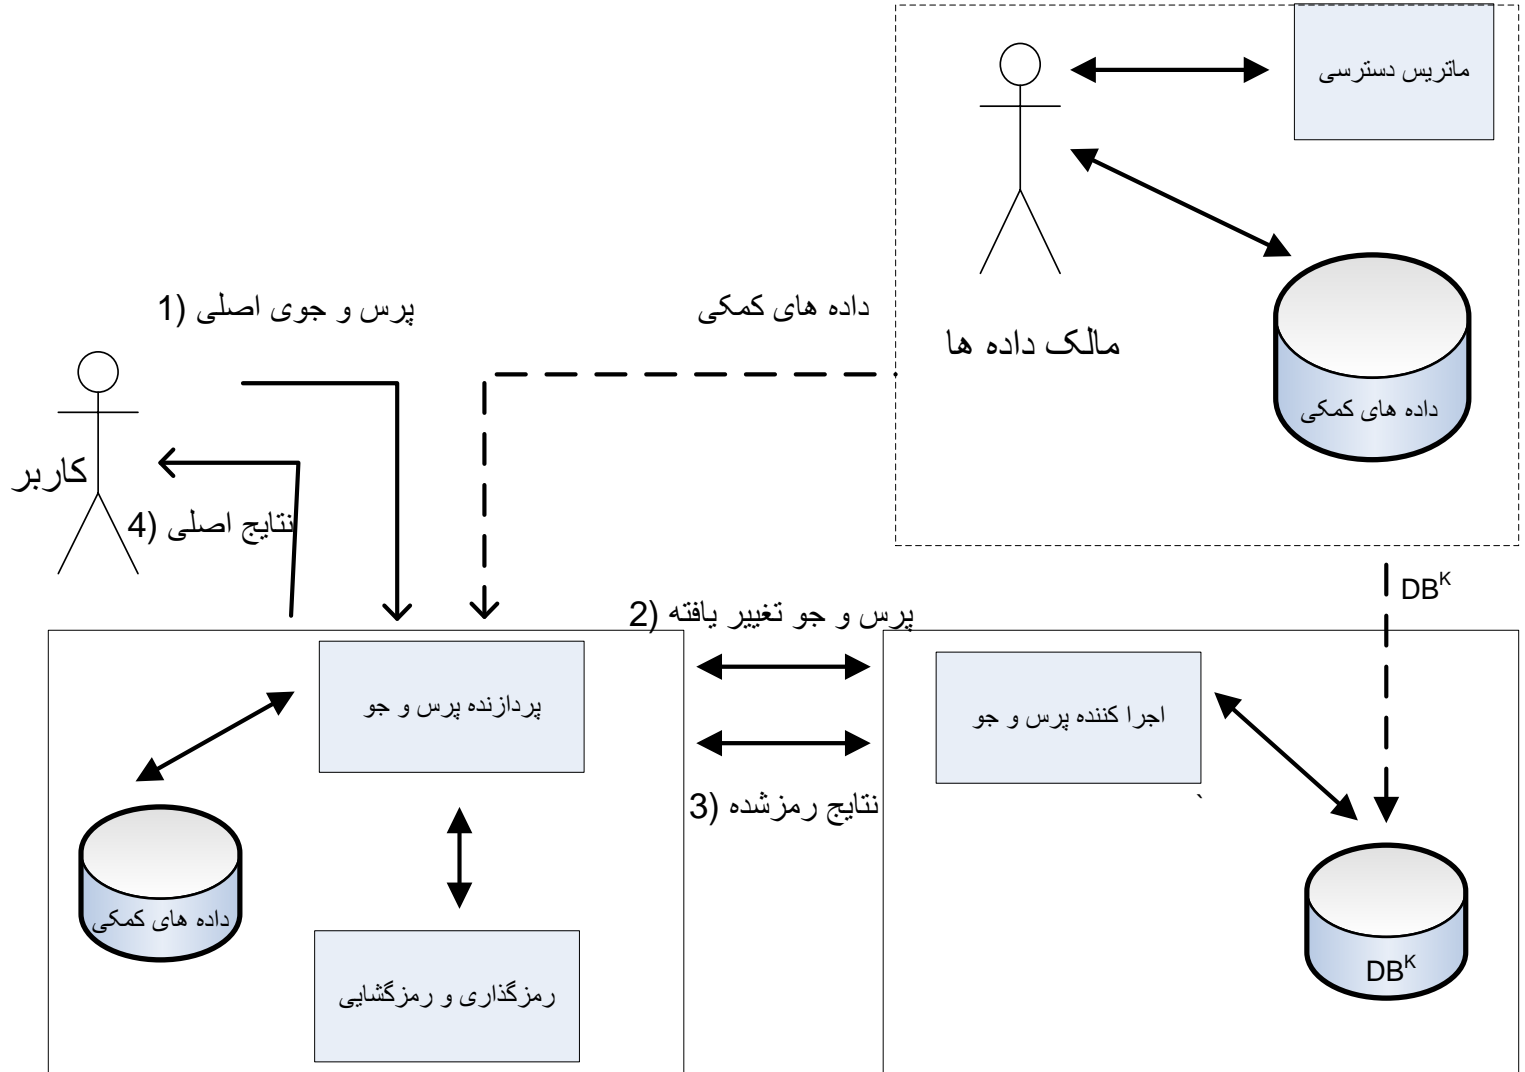 ماتریس دسترسی
داده های کمکی
مالک داده ها
داده های کمکی
1) پرس و جوی اصلی
کاربر
4) نتایج اصلی
DB^K
2) پرس و جو تغییر یافته
پردازنده پرس و جو
اجرا کننده پرس و جو
3) نتایج رمزشده
`
داده های کمکی
رمزگذاری و رمزگشایی
DB^K